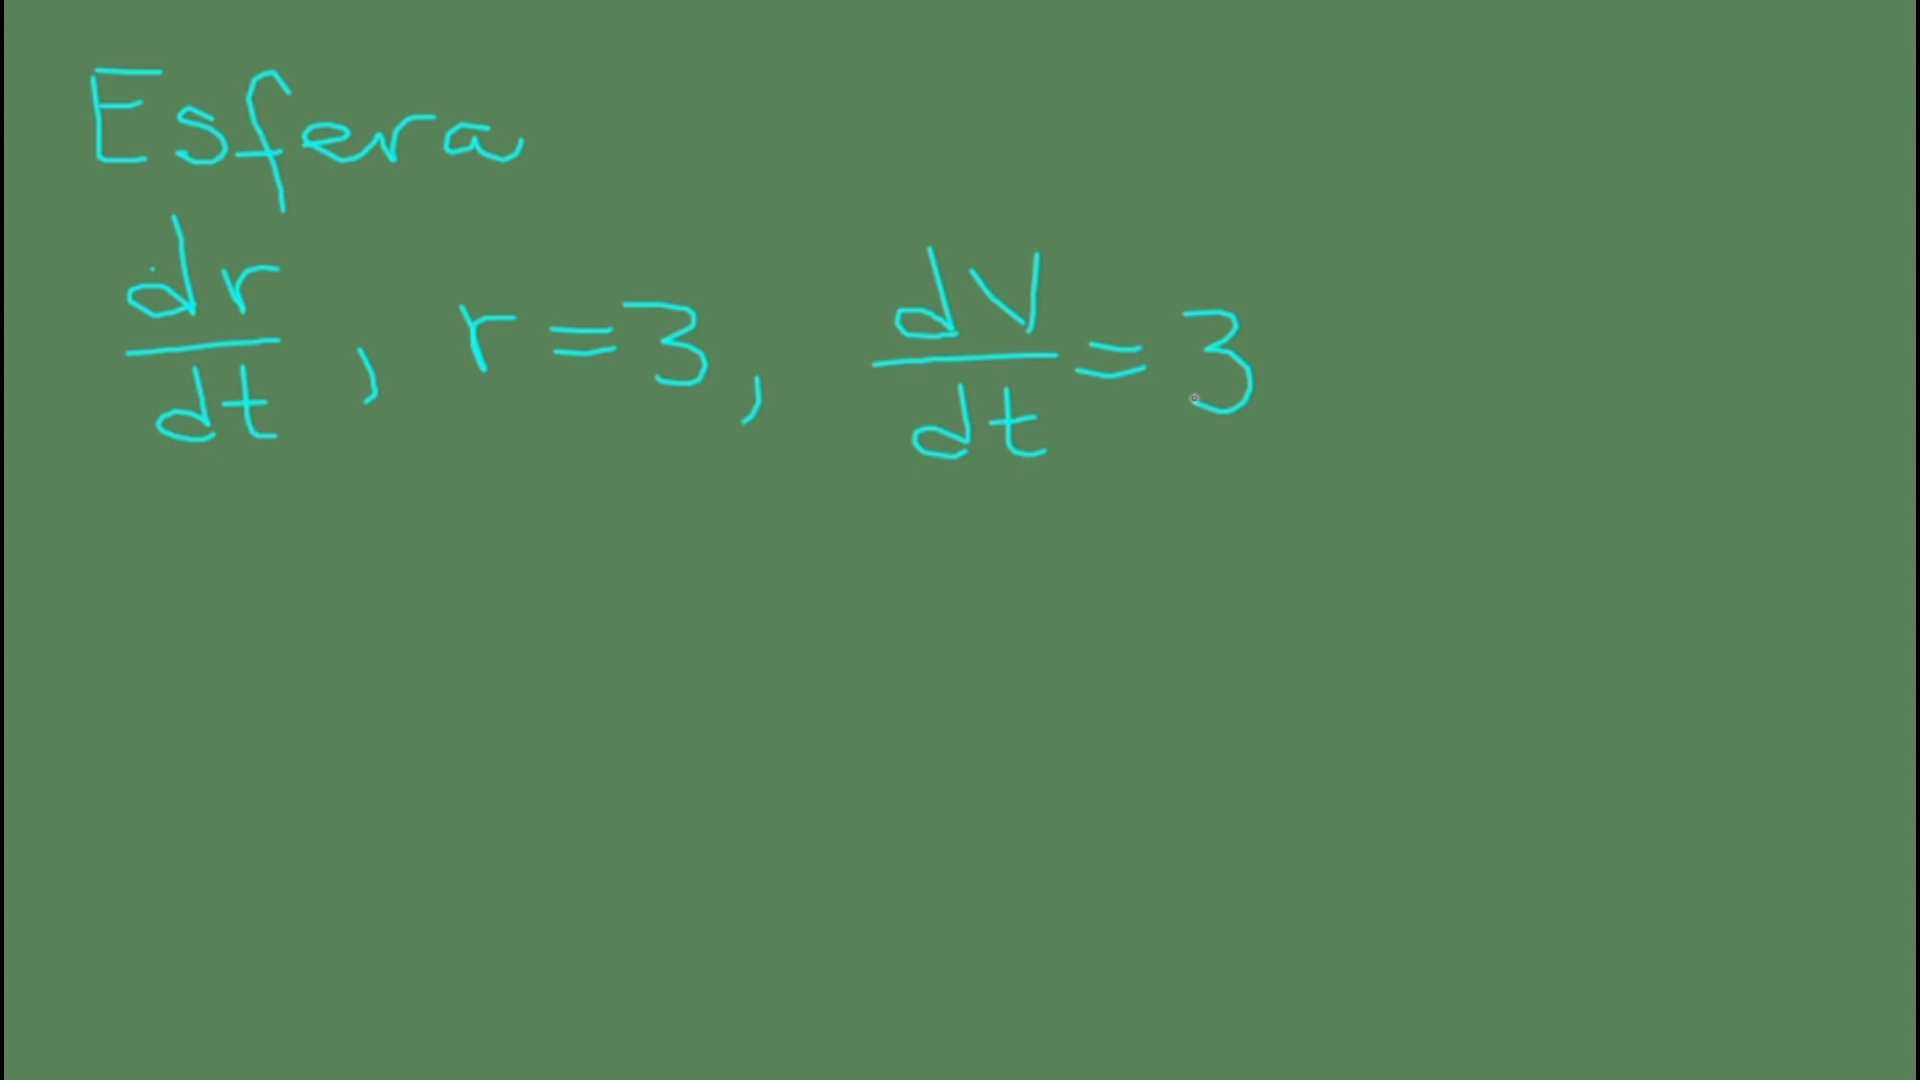 Esfera
dr/dt, r=3, dV/dt=3